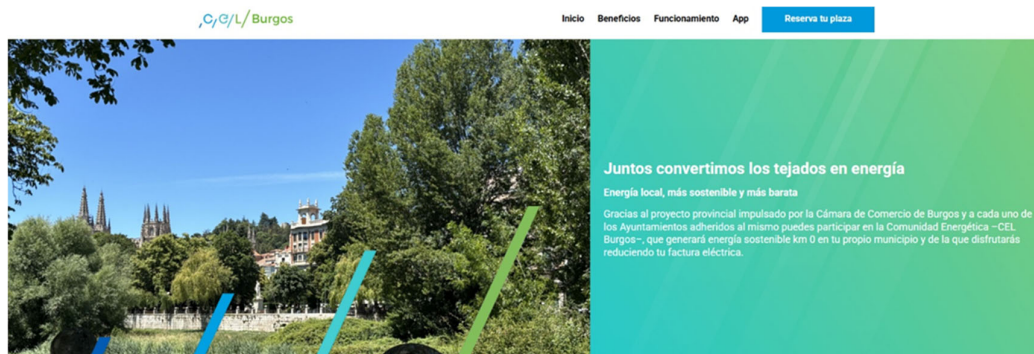 CEL/Burgos
Inicio Beneficios Funcionamiento App Reserva tu plaza
Juntos convertimos los tejados en energía
Energía local, más sostenible y más barata
Gracias al proyecto provincial impulsado por la Cámara de Comercio de Burgos y a cada uno de
los Ayuntamientos adheridos al mismo puedes participar en la Comunidad Energética –CEL
Burgos–, que generará energía sostenible km 0 en tu propio municipio y de la que disfrutarás
reduciendo tu factura eléctrica.